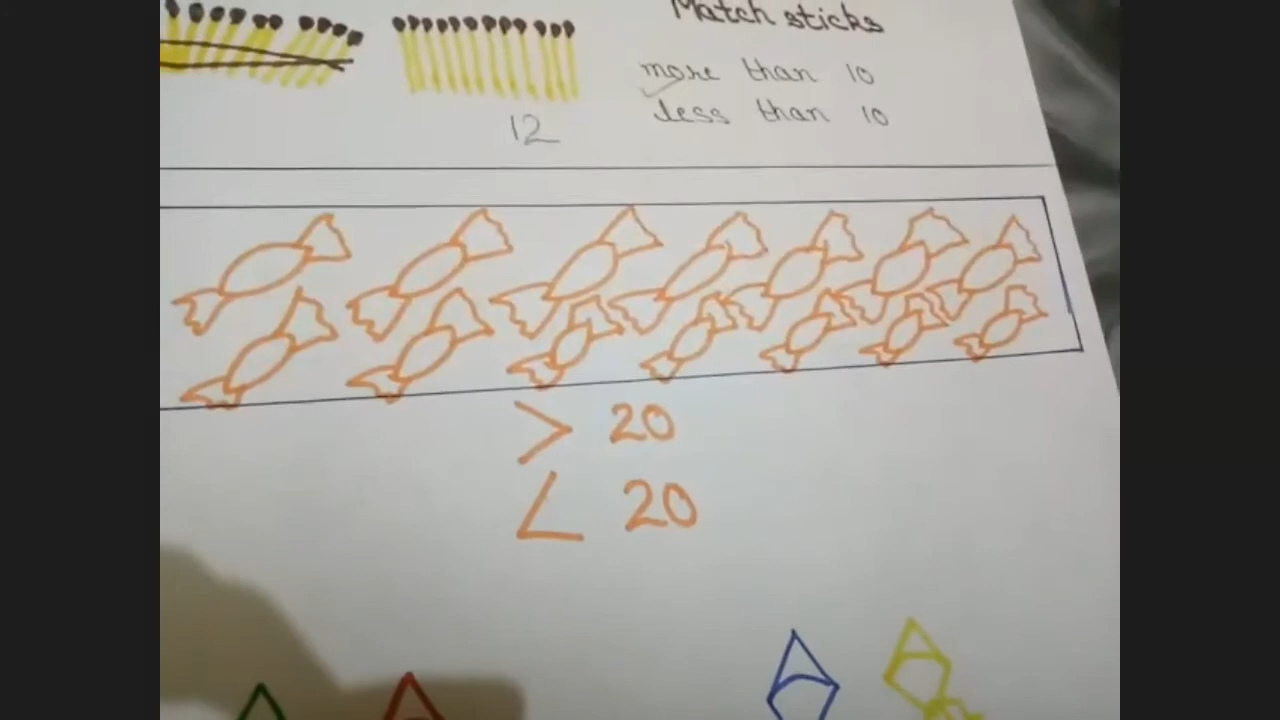 Match sticks
more than 10
less than 10
12
> 20
< 20